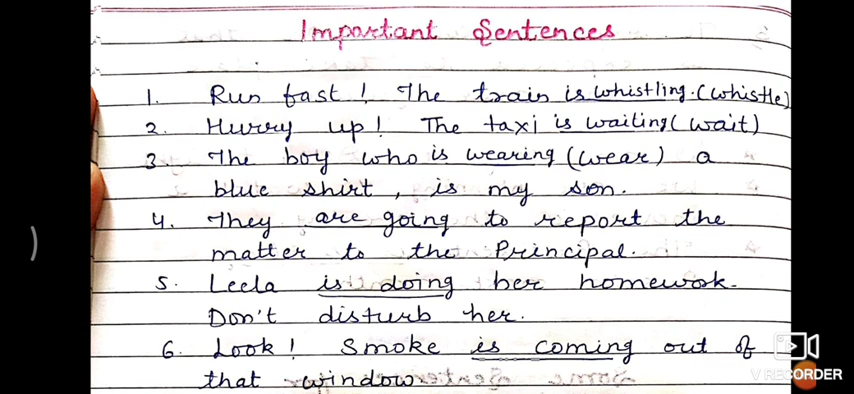 Important Sentences
1. Run fast! The train is whistling. (whistle)
2. Hurry up! The taxi is waiting (wait)
3. The boy who is wearing (wear) a
blue shirt, is my son.
4. They are going to report the
matter to the Principal.
5. Leela is doing her homewok.
Don't disturb her.
6. Look! Smoke is coming out of
that window
V RECORDER